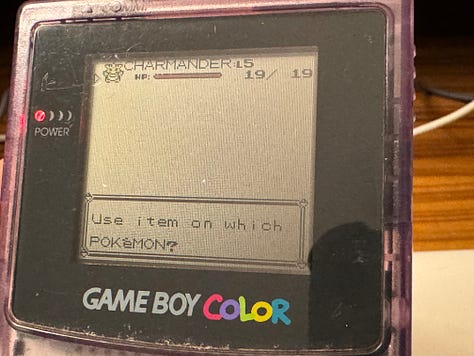 CHARMANDER :L5
HP: 19/ 19
POWER
Use item on which
POKéMON?
GAME BOY COLOR